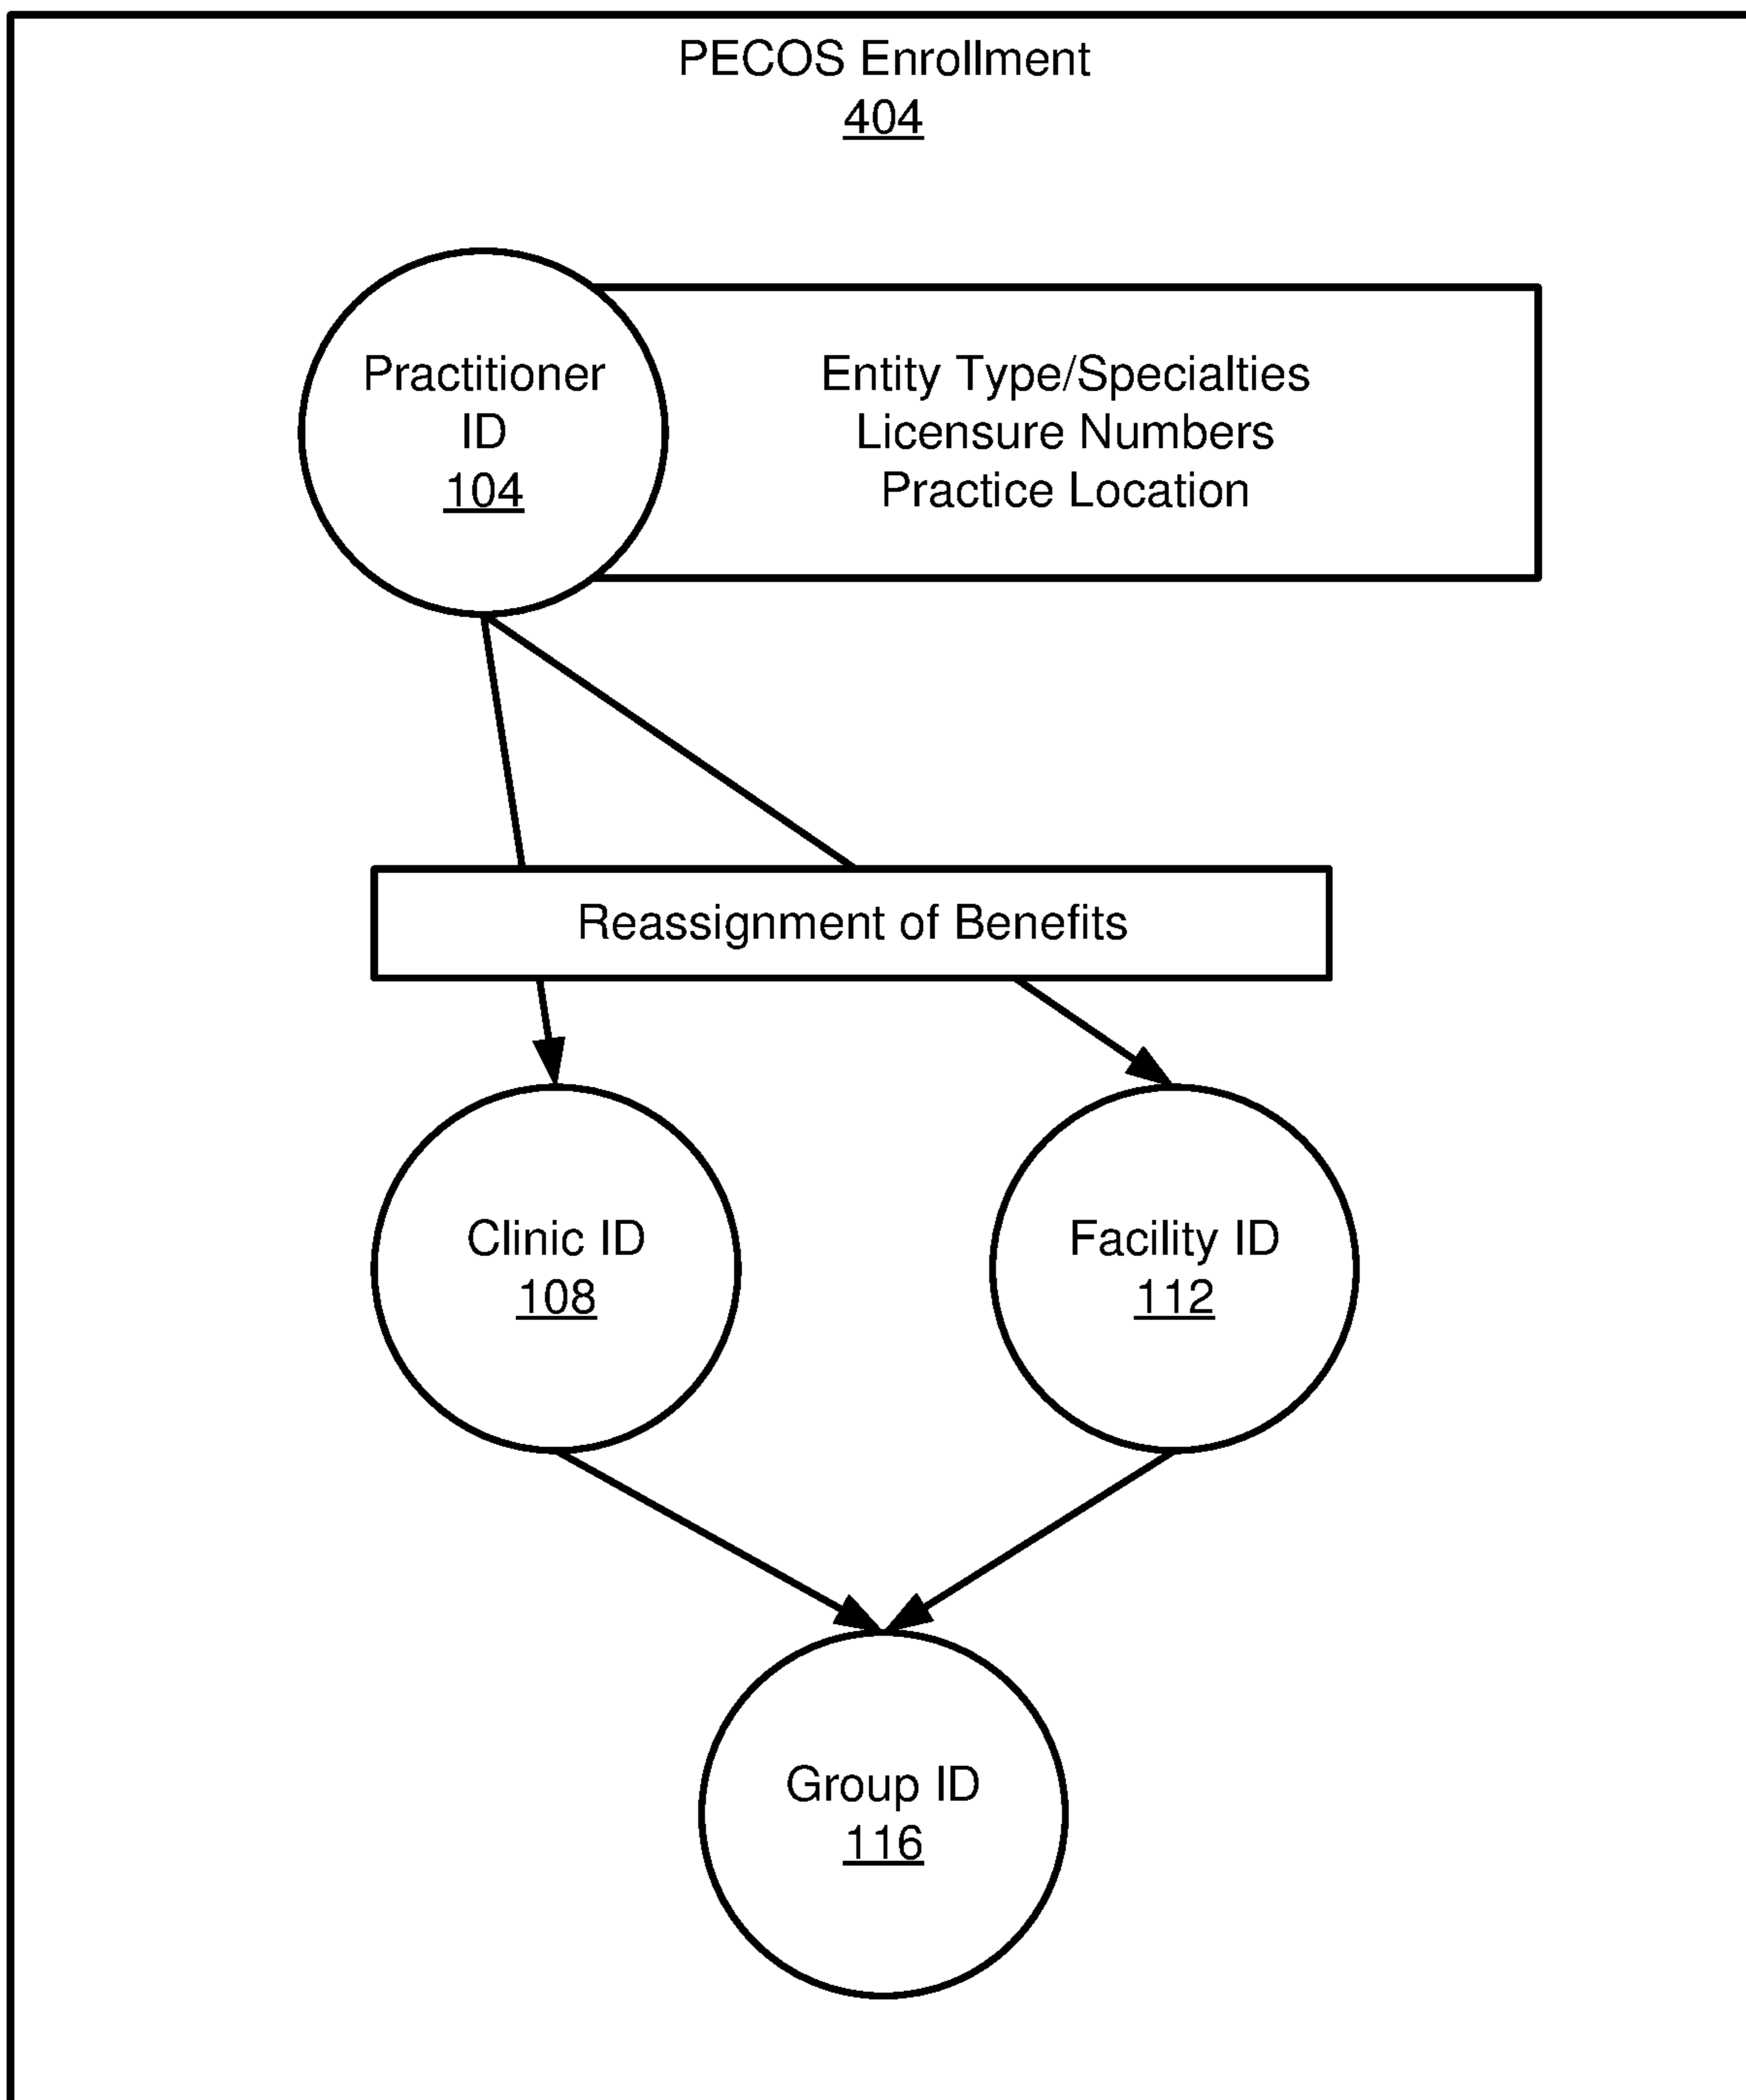 PECOS Enrollment
404
Practitioner
ID
104
Entity Type/Specialties
Licensure Numbers
Practice Location
Reassignment of Benefits
Clinic ID
108
Facility ID
112
Group ID
116